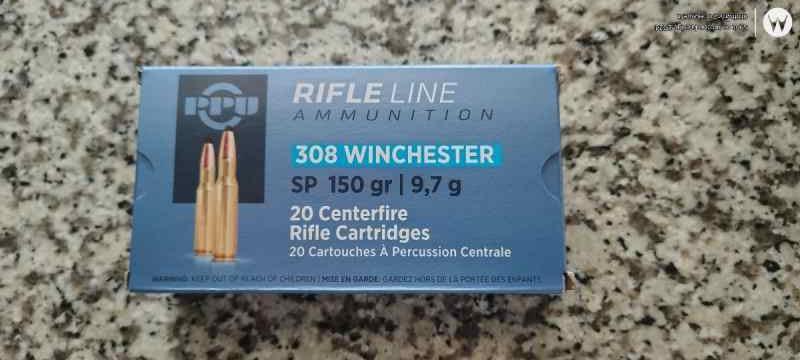 PPU
RIFLE LINE
AMMUNITION
308 WINCHESTER
SP 150 gr | 9,7 g
20 Centerfire
Rifle Cartridges
20 Cartouches À Percussion Centrale
WARNING: KEEP OUT OF REACH OF CHILDREN | MISE EN GARDE: GARDEZ HORS DE LA PORTÉE DES ENFANTS
W